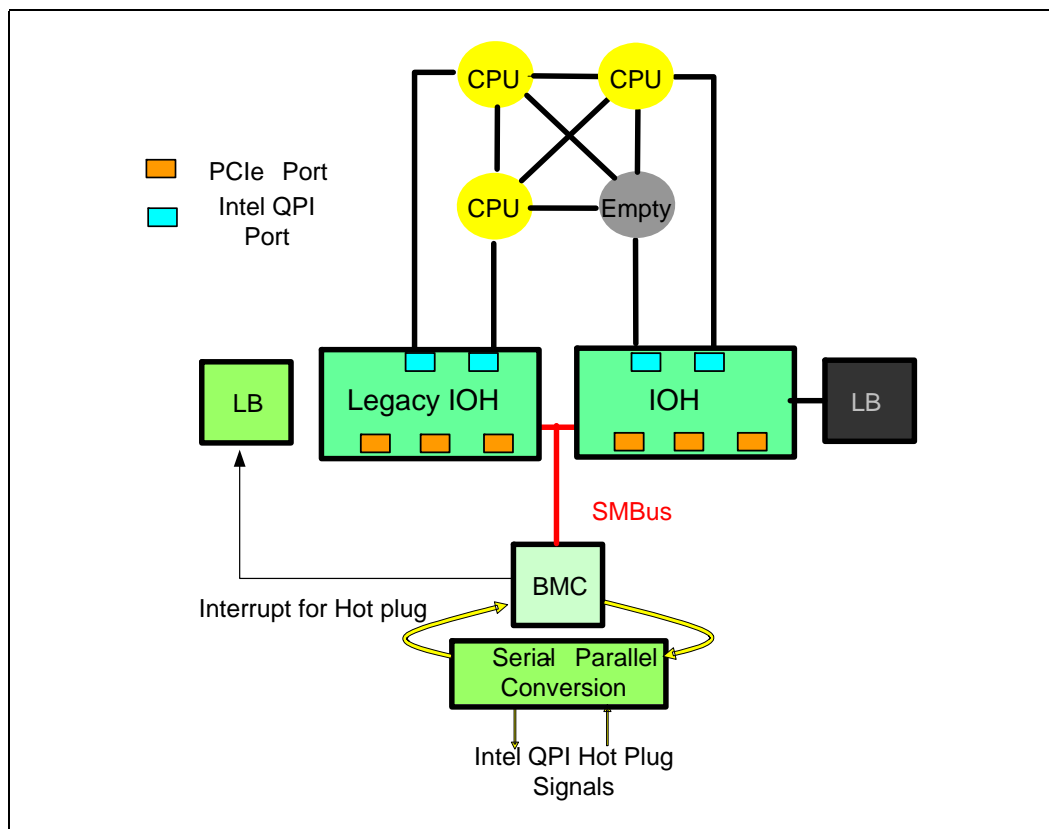 CPU
CPU
PCIe Port
Intel QPI
Port
CPU
Empty
LB
Legacy IOH
IOH
LB
SMBus
BMC
Interrupt for Hot plug
Serial Parallel
Conversion
Intel QPI Hot Plug
Signals